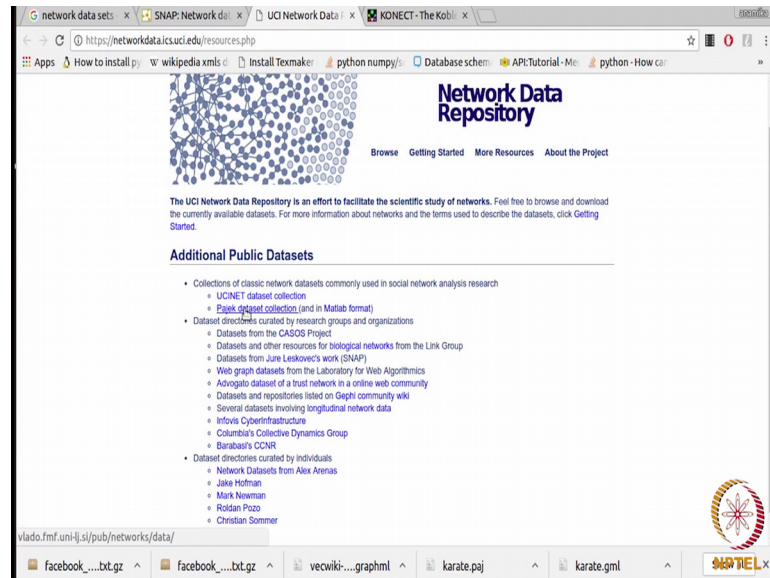 network data sets - SNAP: Network dat UCI Network Data R KONECT - The Koble anamika
https://networkdata.ics.uci.edu/resources.php
Apps How to install py wikipedia xmls d Install Texmaker python numpy/s Database schem API:Tutorial - Me python - How can »
Network Data
Repository
Browse Getting Started More Resources About the Project
The UCI Network Data Repository is an effort to facilitate the scientific study of networks. Feel free to browse and download
the currently available datasets. For more information about networks and the terms used to describe the datasets, click Getting
Started.
Additional Public Datasets
Collections of classic network datasets commonly used in social network analysis research
UCINET dataset collection
Pajek dataset collection (and in Matlab format)
Dataset directories curated by research groups and organizations
Datasets from the CASOS Project
Datasets and other resources for biological networks from the Link Group
Datasets from Jure Leskovec's work (SNAP)
Web graph datasets from the Laboratory for Web Algorithmics
Advogato dataset of a trust network in a online web community
Datasets and repositories listed on Gephi community wiki
Several datasets involving longitudinal network data
Infovis CyberInfrastructure
Columbia's Collective Dynamics Group
Barabasi's CCNR
Dataset directories curated by individuals
Network Datasets from Alex Arenas
Jake Hofman
Mark Newman
Roldan Pozo
Christian Sommer
vlado.fmf.uni-lj.si/pub/networks/data/
facebook_....txt.gz facebook_....txt.gz vecwiki-....graphml karate.paj karate.gml
NPTEL